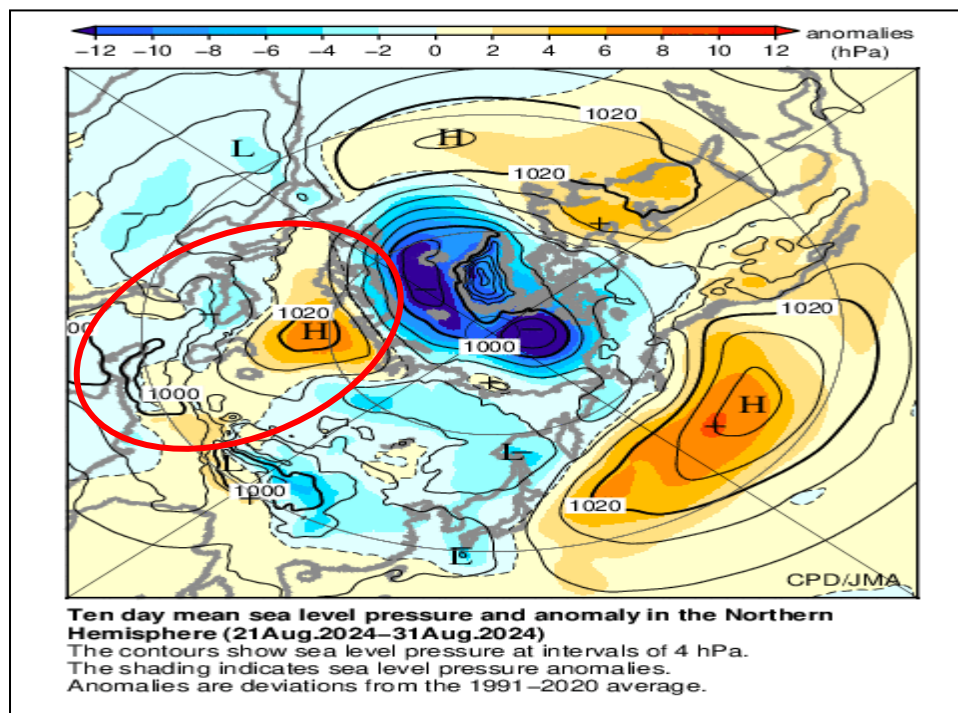 −12 −10 −8 −6 −4 −2 0 2 4 6 8 10 12 anomalies
(hPa)
1020
H
L
1020
1020
1020
H
00
1000
1000
H
L
L
1000
1020
L
CPD/JMA
Ten day mean sea level pressure and anomaly in the Northern
Hemisphere (21Aug.2024−31Aug.2024)
The contours show sea level pressure at intervals of 4 hPa.
The shading indicates sea level pressure anomalies.
Anomalies are deviations from the 1991−2020 average.